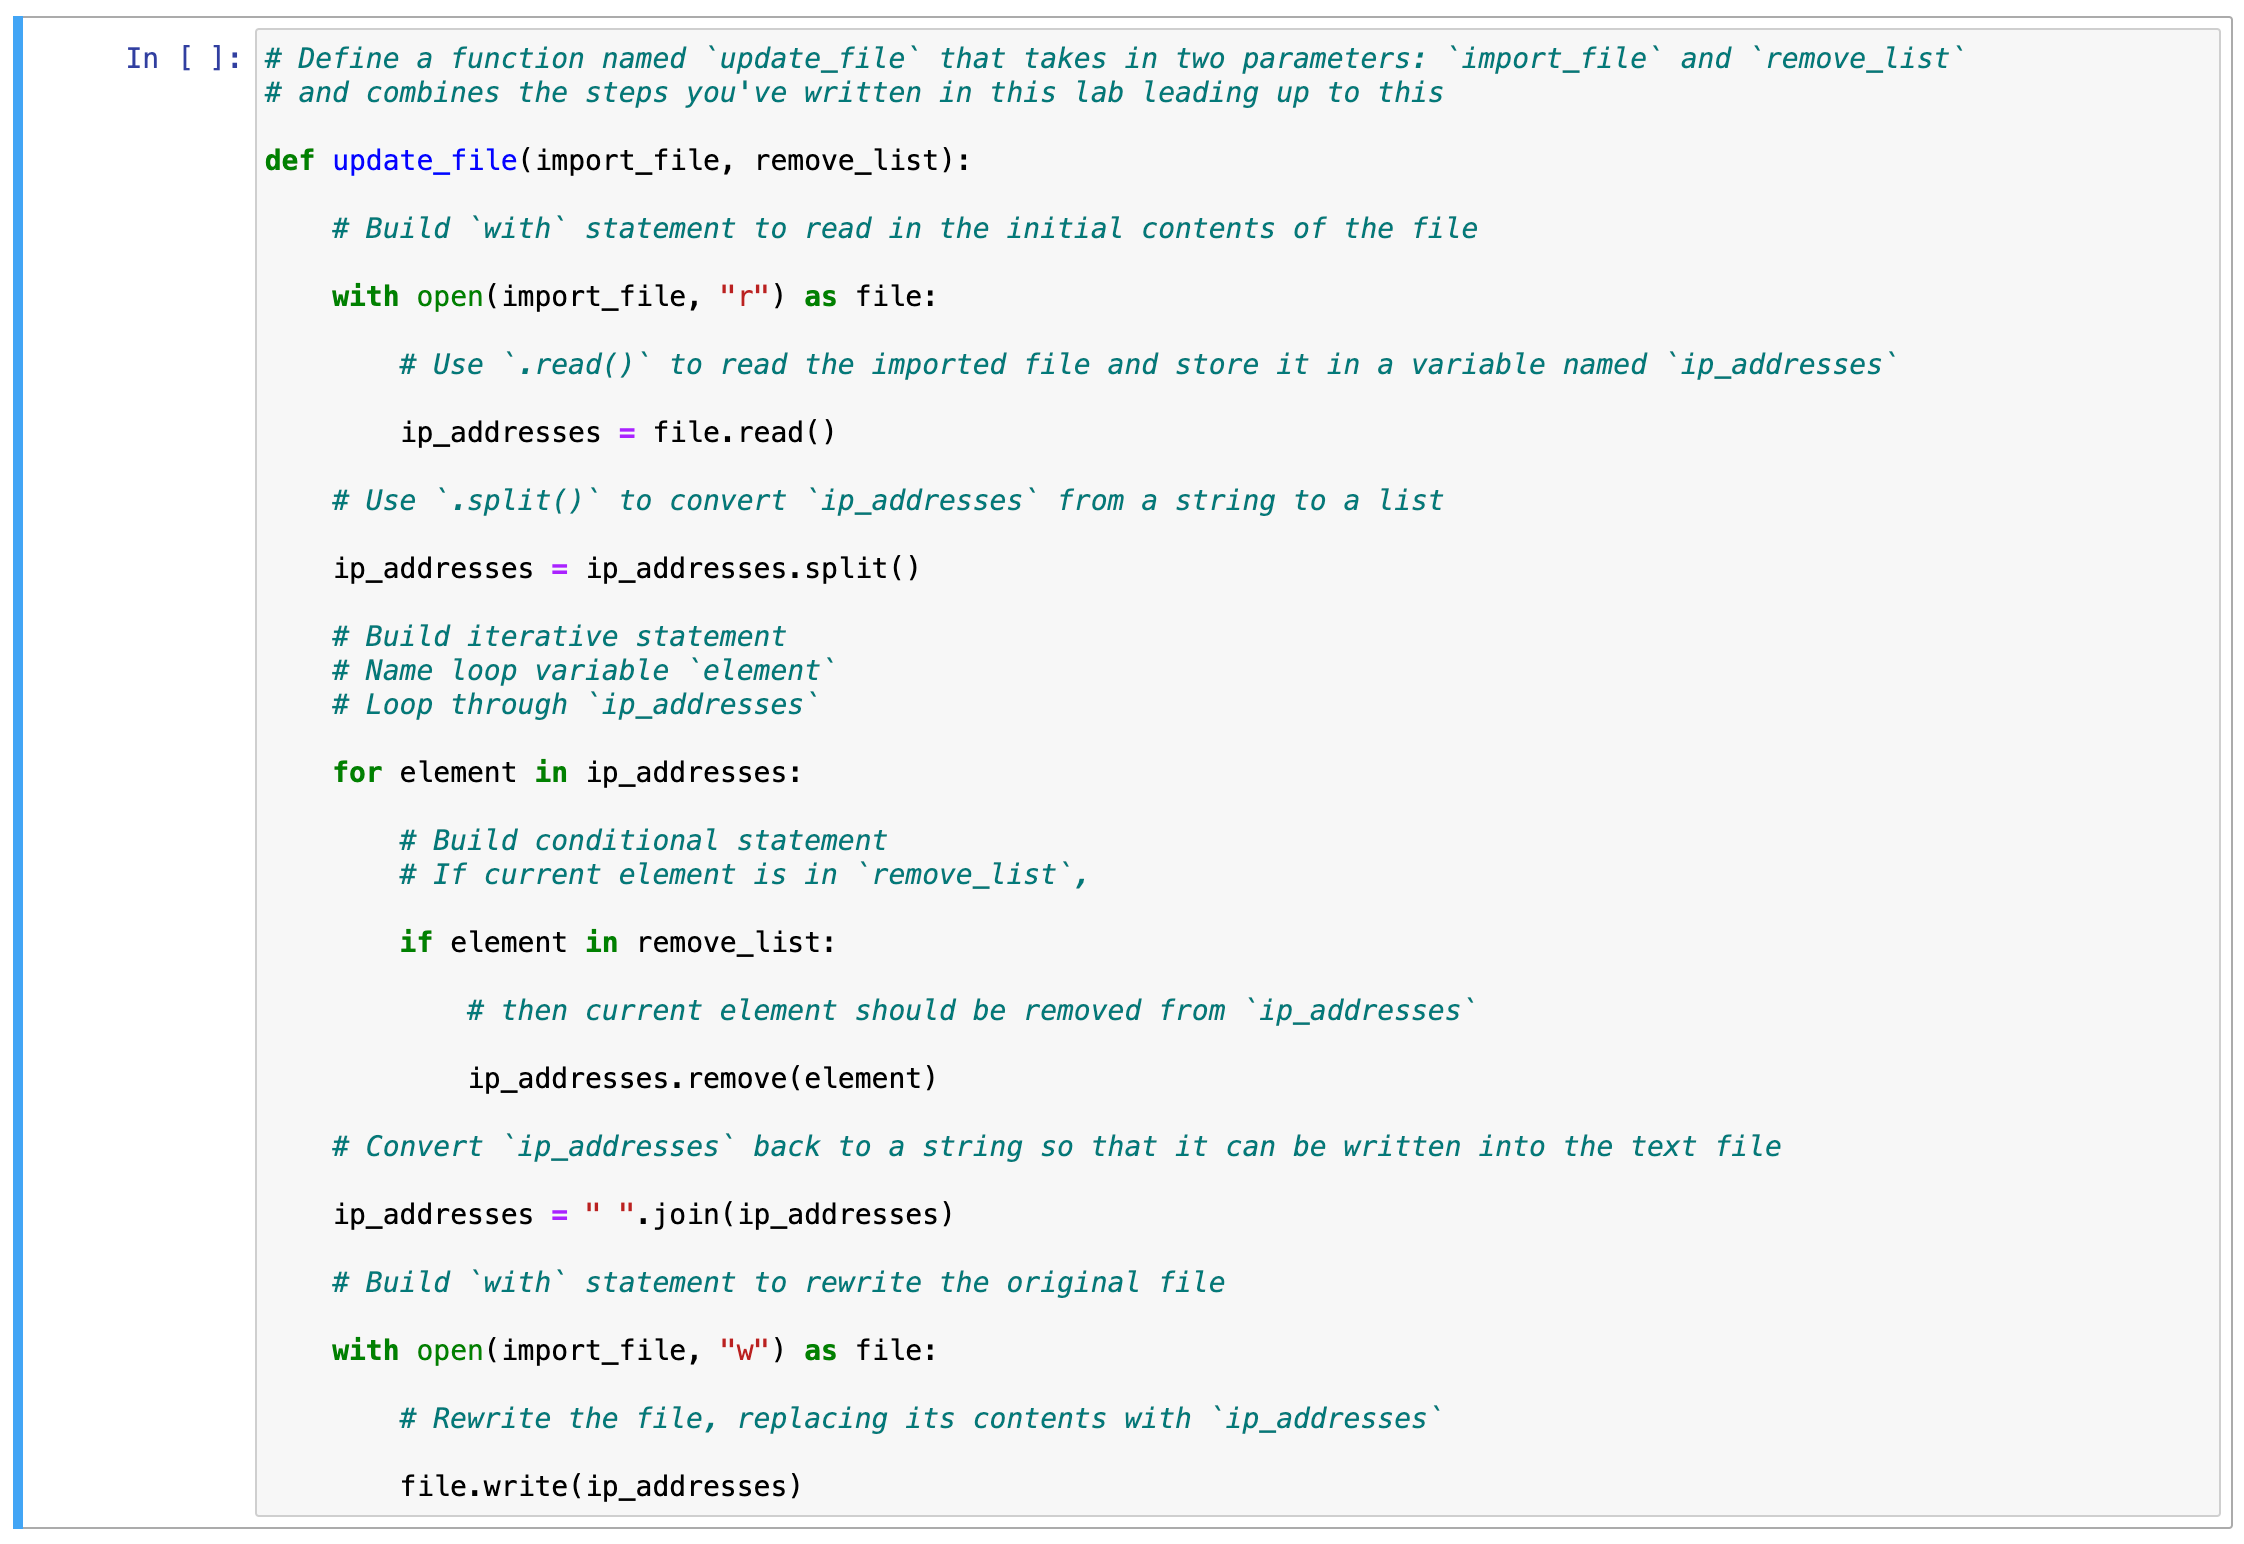 In [ ]:
# Define a function named `update_file` that takes in two parameters: `import_file` and `remove_list`
# and combines the steps you've written in this lab leading up to this
def update_file(import_file, remove_list):
# Build `with` statement to read in the initial contents of the file
with open(import_file, "r") as file:
# Use `.read()` to read the imported file and store it in a variable named `ip_addresses`
ip_addresses = file.read()
# Use `.split()` to convert `ip_addresses` from a string to a list
ip_addresses = ip_addresses.split()
# Build iterative statement
# Name loop variable `element`
# Loop through `ip_addresses`
for element in ip_addresses:
# Build conditional statement
# If current element is in `remove_list`,
if element in remove_list:
# then current element should be removed from `ip_addresses`
ip_addresses.remove(element)
# Convert `ip_addresses` back to a string so that it can be written into the text file
ip_addresses = " ".join(ip_addresses)
# Build `with` statement to rewrite the original file
with open(import_file, "w") as file:
# Rewrite the file, replacing its contents with `ip_addresses`
file.write(ip_addresses)